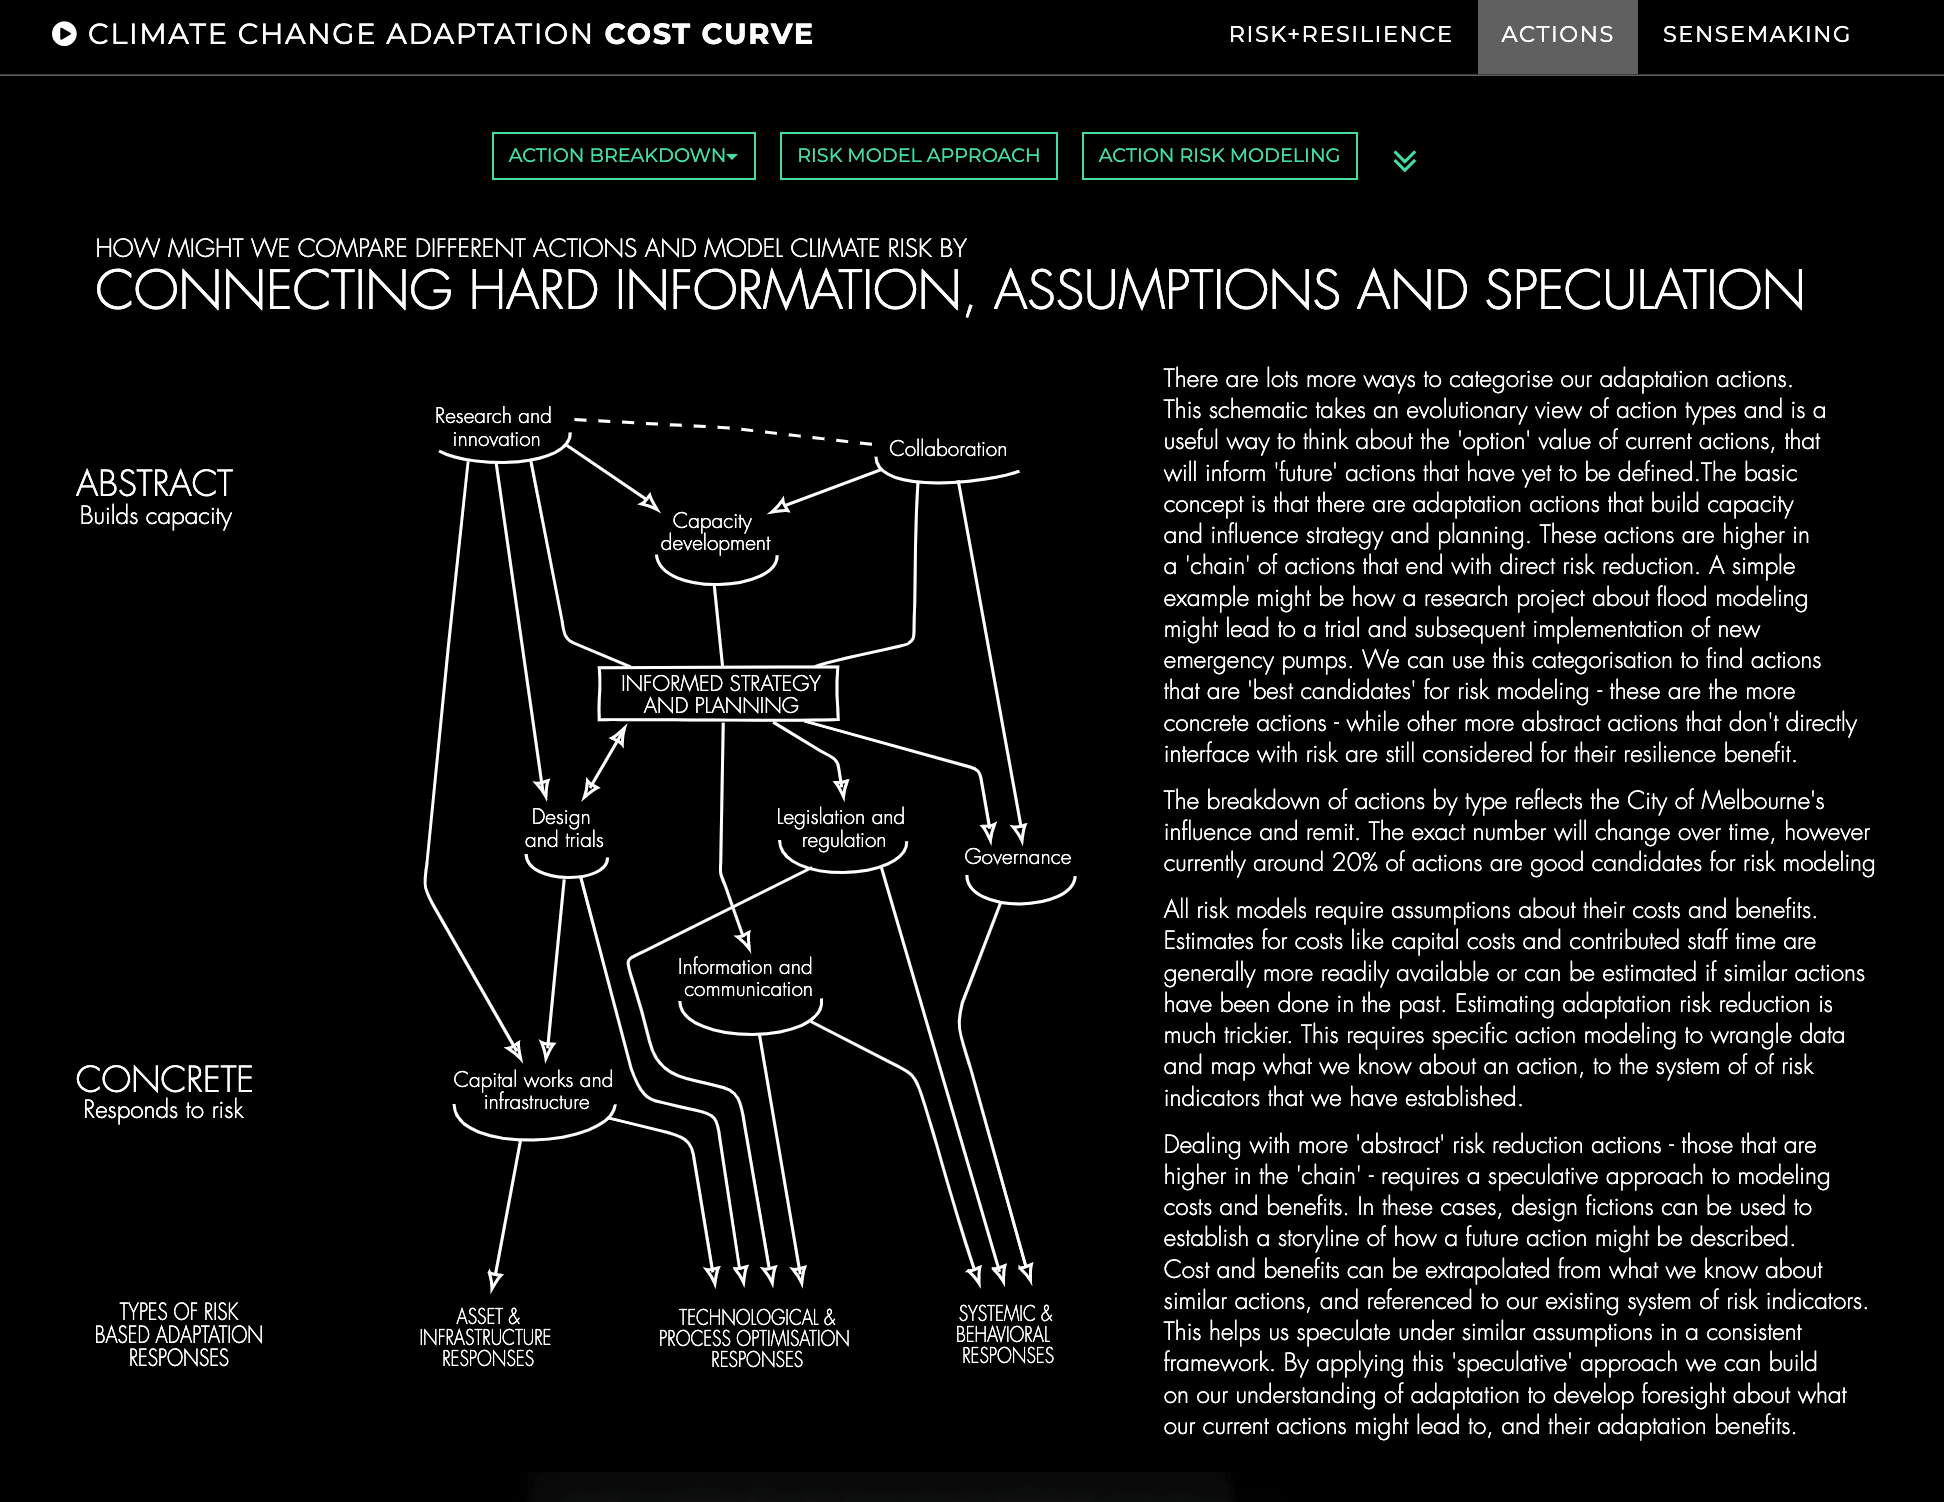 CLIMATE CHANGE ADAPTATION COST CURVE
RISK+RESILIENCE
ACTIONS
SENSEMAKING
ACTION BREAKDOWN
RISK MODEL APPROACH
ACTION RISK MODELING
HOW MIGHT WE COMPARE DIFFERENT ACTIONS AND MODEL CLIMATE RISK BY
CONNECTING HARD INFORMATION, ASSUMPTIONS AND SPECULATION
ABSTRACT
Builds capacity
CONCRETE
Responds to risk
TYPES OF RISK
BASED ADAPTATION
RESPONSES
Research and
innovation
Collaboration
Capacity
development
INFORMED STRATEGY
AND PLANNING
Design
and trials
Legislation and
regulation
Governance
Information and
communication
Capital works and
infrastructure
ASSET &
INFRASTRUCTURE
RESPONSES
TECHNOLOGICAL &
PROCESS OPTIMISATION
RESPONSES
SYSTEMIC &
BEHAVIORAL
RESPONSES
There are lots more ways to categorise our adaptation actions.
This schematic takes an evolutionary view of action types and is a
useful way to think about the 'option' value of current actions, that
will inform 'future' actions that have yet to be defined.The basic
concept is that there are adaptation actions that build capacity
and influence strategy and planning. These actions are higher in
a 'chain' of actions that end with direct risk reduction. A simple
example might be how a research project about flood modeling
might lead to a trial and subsequent implementation of new
emergency pumps. We can use this categorisation to find actions
that are 'best candidates' for risk modeling - these are the more
concrete actions - while other more abstract actions that don't directly
interface with risk are still considered for their resilience benefit.
The breakdown of actions by type reflects the City of Melbourne's
influence and remit. The exact number will change over time, however
currently around 20% of actions are good candidates for risk modeling
All risk models require assumptions about their costs and benefits.
Estimates for costs like capital costs and contributed staff time are
generally more readily available or can be estimated if similar actions
have been done in the past. Estimating adaptation risk reduction is
much trickier. This requires specific action modeling to wrangle data
and map what we know about an action, to the system of of risk
indicators that we have established.
Dealing with more 'abstract' risk reduction actions - those that are
higher in the 'chain' - requires a speculative approach to modeling
costs and benefits. In these cases, design fictions can be used to
establish a storyline of how a future action might be described.
Cost and benefits can be extrapolated from what we know about
similar actions, and referenced to our existing system of risk indicators.
This helps us speculate under similar assumptions in a consistent
framework. By applying this 'speculative' approach we can build
on our understanding of adaptation to develop foresight about what
our current actions might lead to, and their adaptation benefits.